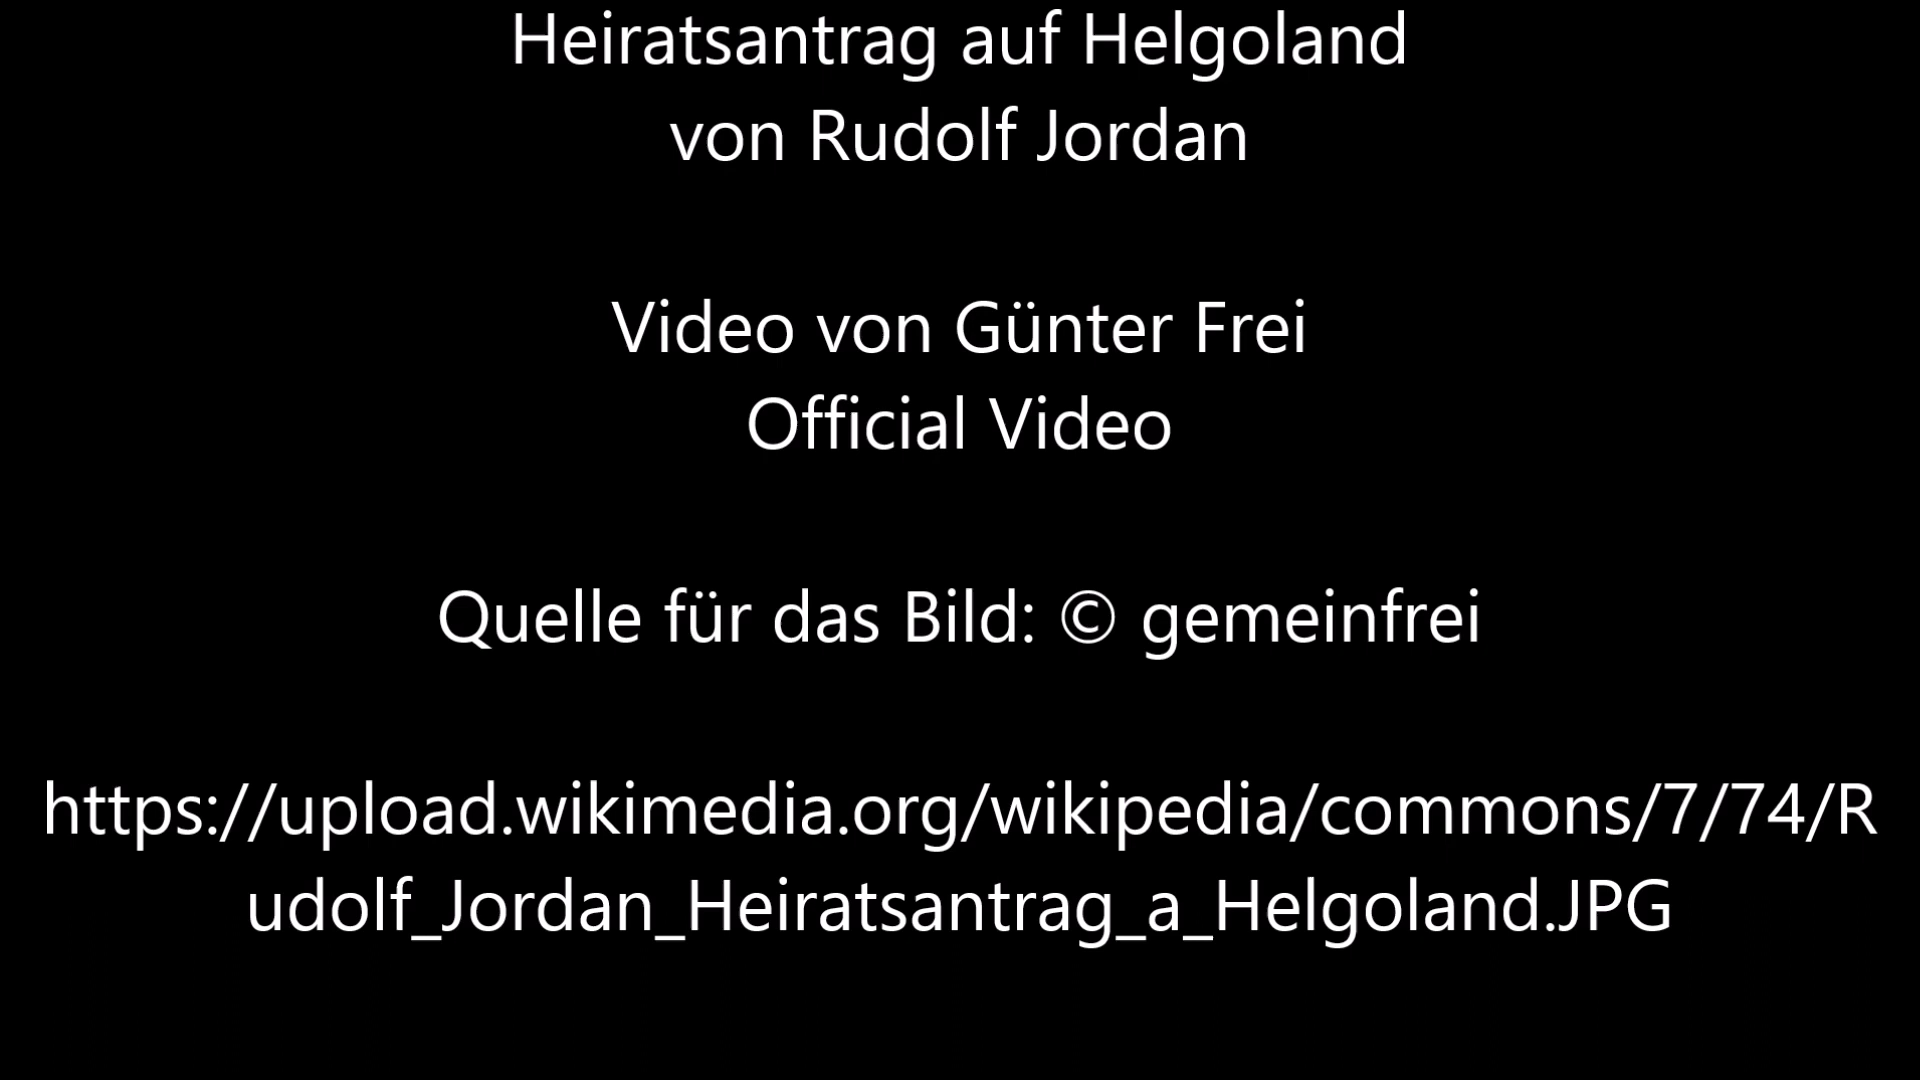 Heiratsantrag auf Helgoland
von Rudolf Jordan
Video von Günter Frei
Official Video
Quelle für das Bild: © gemeinfrei
https://upload.wikimedia.org/wikipedia/commons/7/74/R
udolf_Jordan_Heiratsantrag_a_Helgoland.JPG